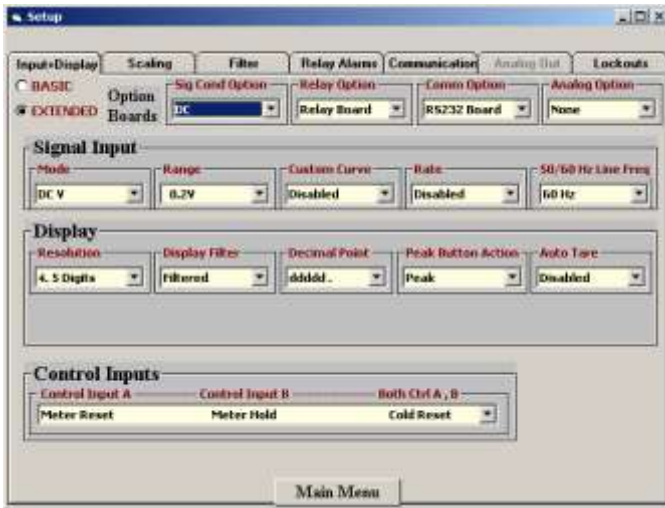 Setup
Input+Display Scaling Filter Relay Alarms Communication Analog Out Lockouts
BASIC
EXTENDED
Option Boards
Sig Cond Option Relay Option Comm Option Analog Option
DC Relay Board RS232 Board None
Signal Input
Mode Range Custom Curve Rate 50/60 Hz Line Freq
DC V 0.2V Disabled Disabled 60 Hz
Display
Resolution Display Filter Decimal Point Peak Button Action Auto Tare
4.5 Digits Filtered ddddd. Peak Disabled
Control Inputs
Control Input A Control Input B Both Ctrl A, B
Meter Reset Meter Hold Cold Reset
Main Menu